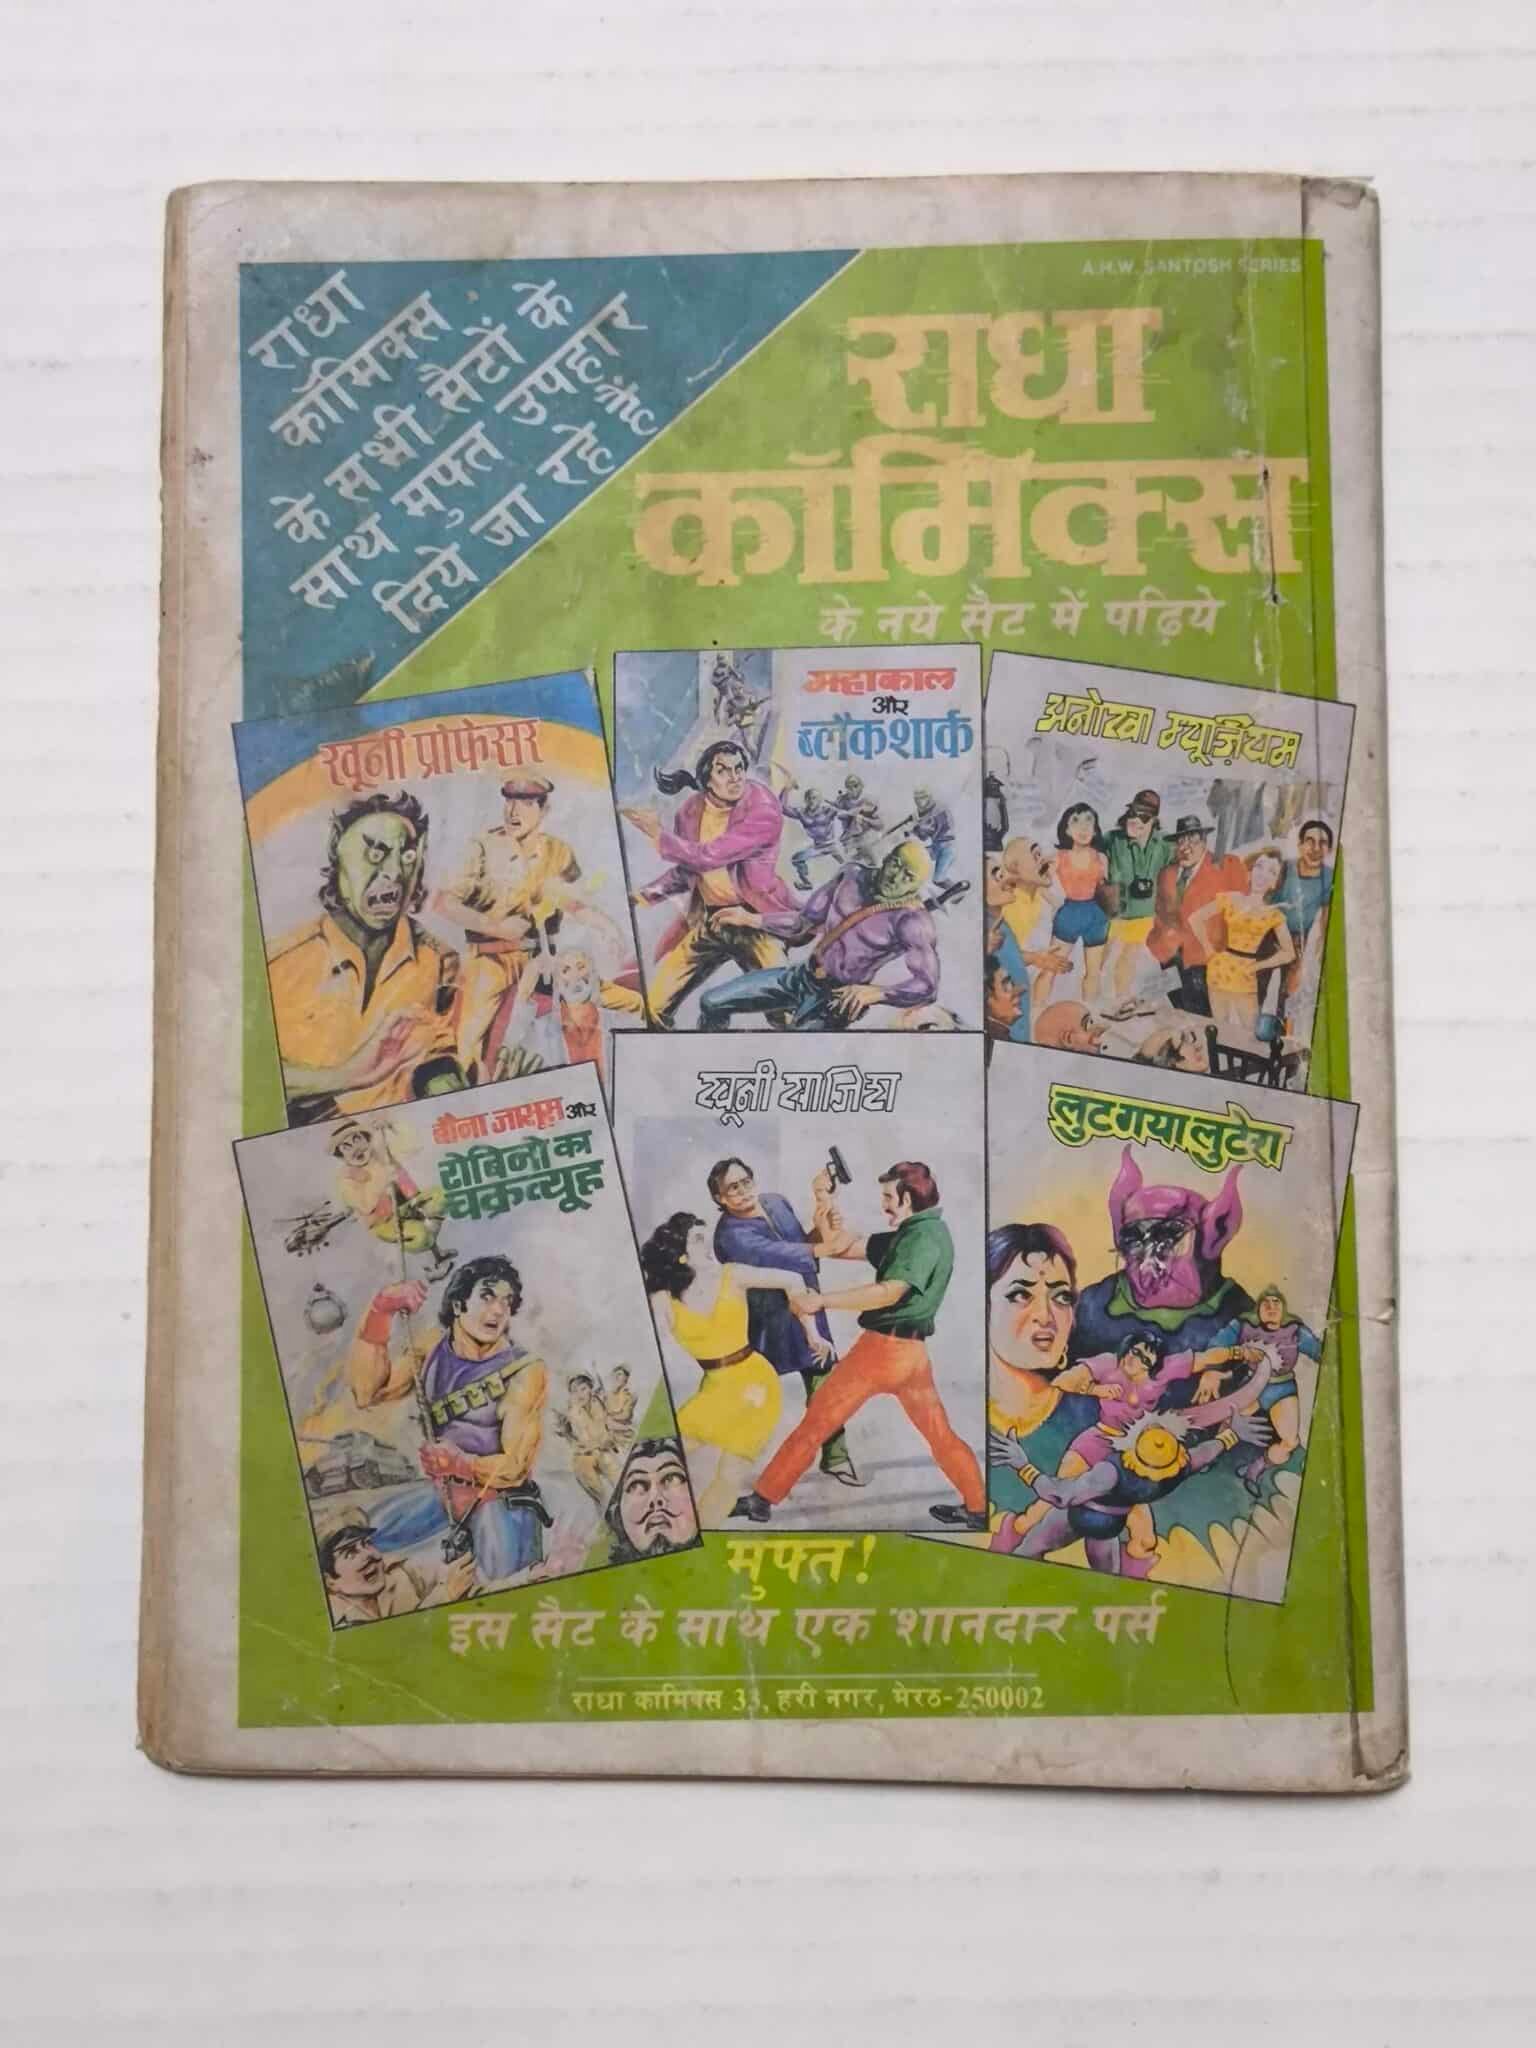 राधा
कॉमिक्स
के सभी सैटों के
साथ मुफ्त उपहार
दिये जा रहे हैं
A.H.W. SANTOSH SERIES
राधा
कॉमिक्स
के नये सैट में पढ़िये
खूनी प्रोफेसर
महाकाल
और
ब्लैकशार्क
अनोखा म्यूज़ियम
बौना जासूस और
रोबिनो का
चक्रव्यूह
खूनी साजिश
लुट गया लुटेरा
मुफ्त!
इस सैट के साथ एक शानदार पर्स
राधा कामिक्स 33, हरी नगर, मेरठ-250002